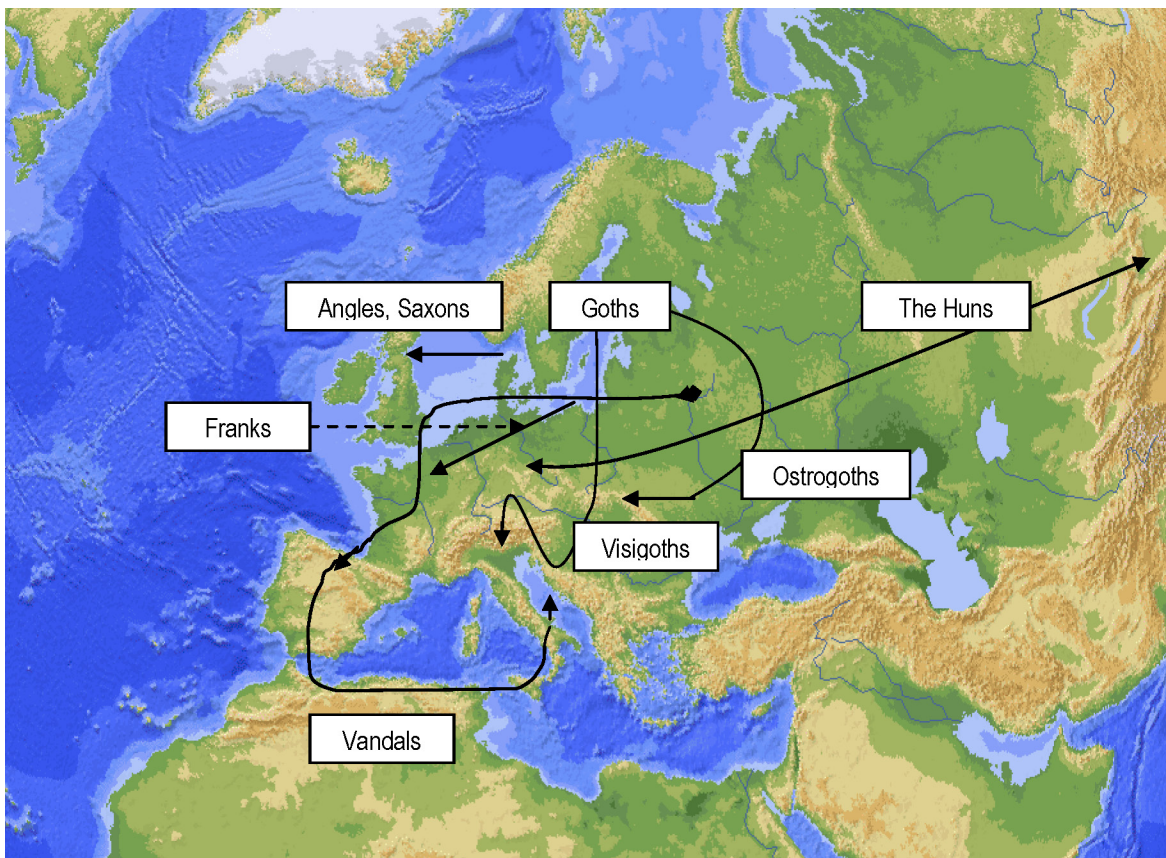 Angles, Saxons
Goths
The Huns
Franks
Ostrogoths
Visigoths
Vandals